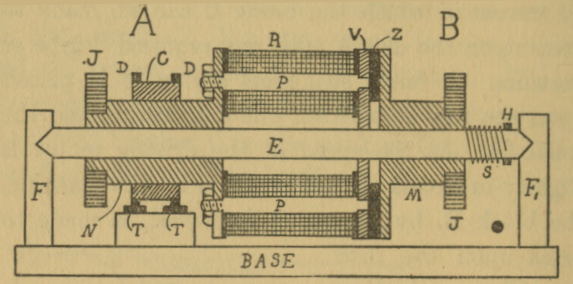 A B
J D C D R V Z
P
H
E
F S F,
P M
N J
T T
BASE